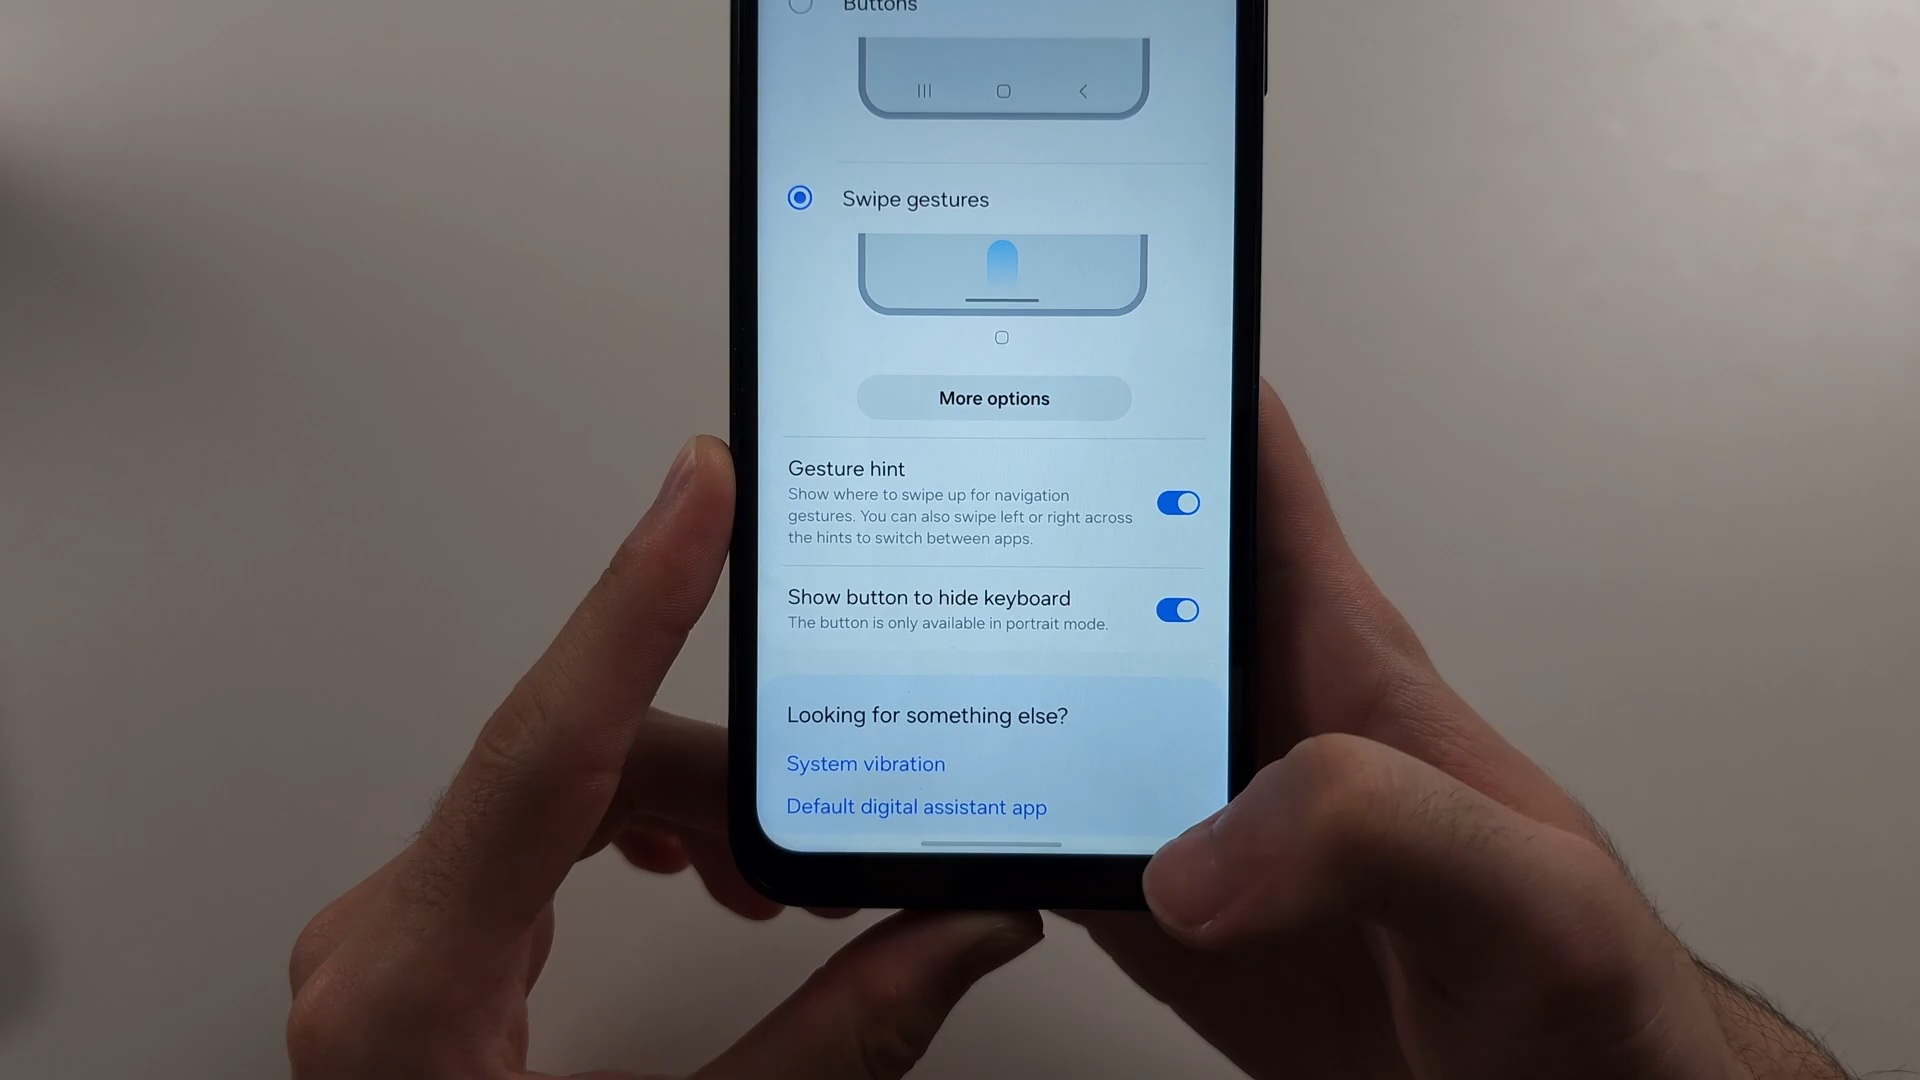 Buttons
Swipe gestures
More options
Gesture hint
Show where to swipe up for navigation
gestures. You can also swipe left or right across
the hints to switch between apps.
Show button to hide keyboard
The button is only available in portrait mode.
Looking for something else?
System vibration
Default digital assistant app